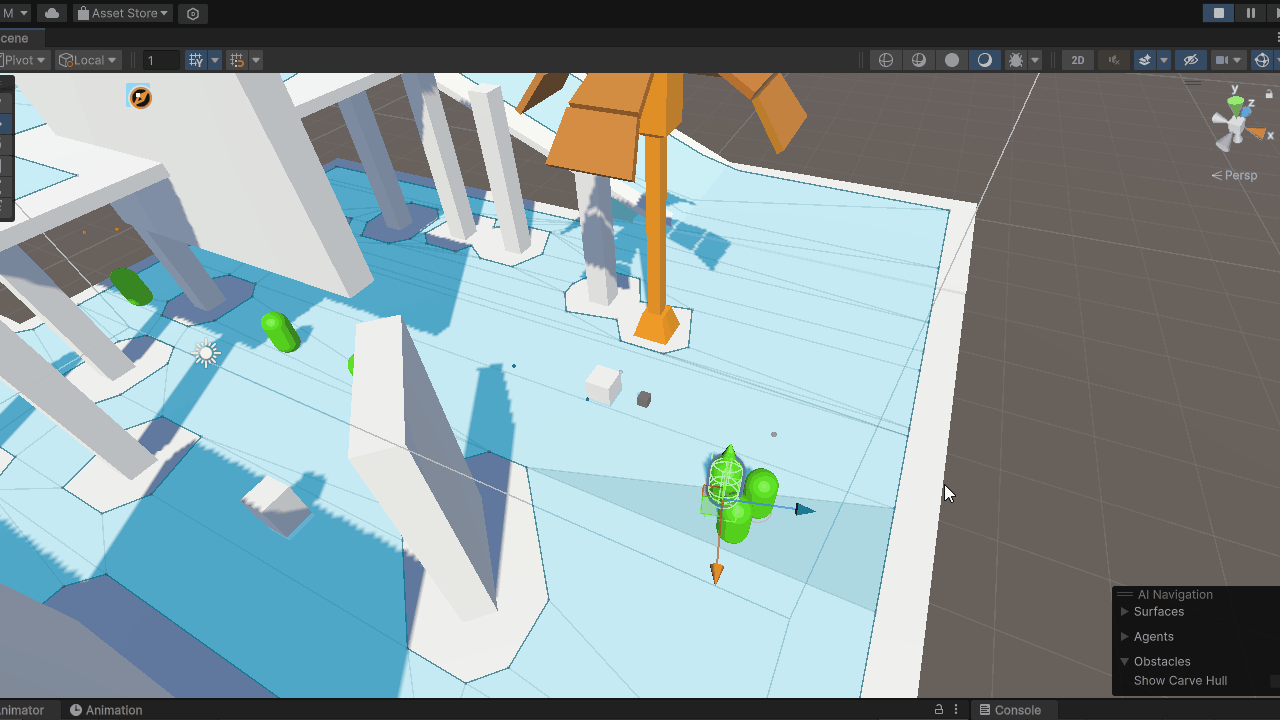 M
Asset Store
cene
Pivot
Local
1
2D
y
z
x
Persp
AI Navigation
Surfaces
Agents
Obstacles
Show Carve Hull
nimator
Animation
Console